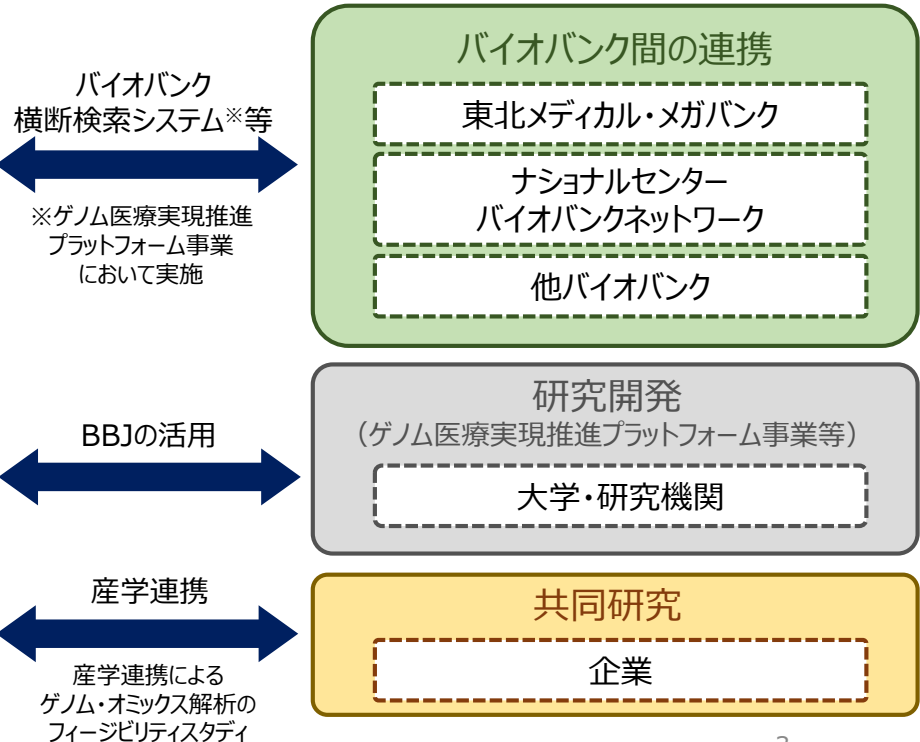 バイオバンク
横断検索システム※等
※ゲノム医療実現推進
プラットフォーム事業
において実施
バイオバンク間の連携
東北メディカル・メガバンク
ナショナルセンター
バイオバンクネットワーク
他バイオバンク
BBJの活用
研究開発
（ゲノム医療実現推進プラットフォーム事業等）
大学・研究機関
産学連携
産学連携による
ゲノム・オミックス解析の
フィージビリティスタディ
共同研究
企業